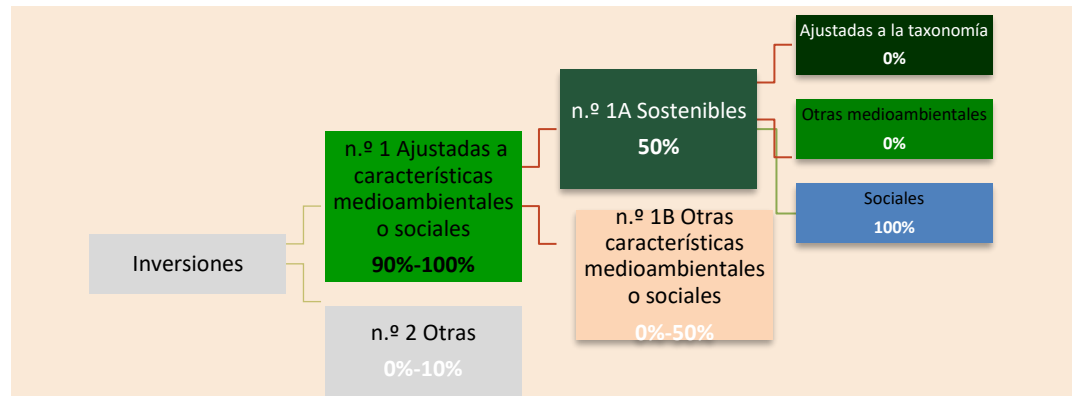 Inversiones
n.º 1 Ajustadas a
características
medioambientales
o sociales
90%-100%
n.º 2 Otras
0%-10%
n.º 1A Sostenibles
50%
n.º 1B Otras
características
medioambientales
o sociales
0%-50%
Ajustadas a la taxonomía
0%
Otras medioambientales
0%
Sociales
100%